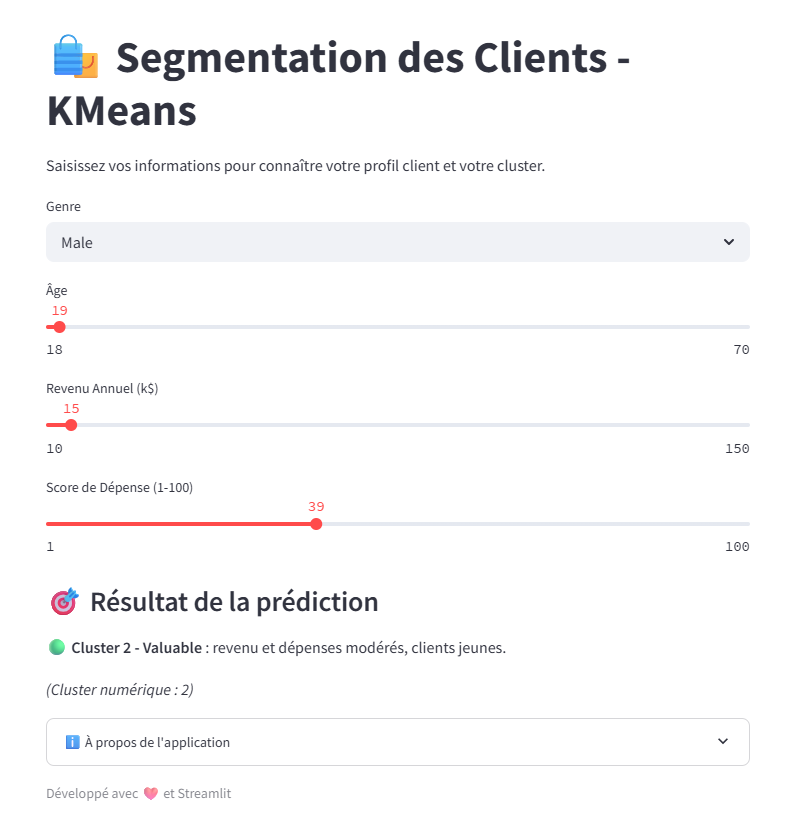 Segmentation des Clients -
KMeans
Saisissez vos informations pour connaître votre profil client et votre cluster.
Genre
Male
Âge
19
18 70
Revenu Annuel (k$)
15
10 150
Score de Dépense (1-100)
39
1 100
Résultat de la prédiction
Cluster 2 - Valuable : revenu et dépenses modérés, clients jeunes.
(Cluster numérique : 2)
À propos de l'application
Développé avec et Streamlit